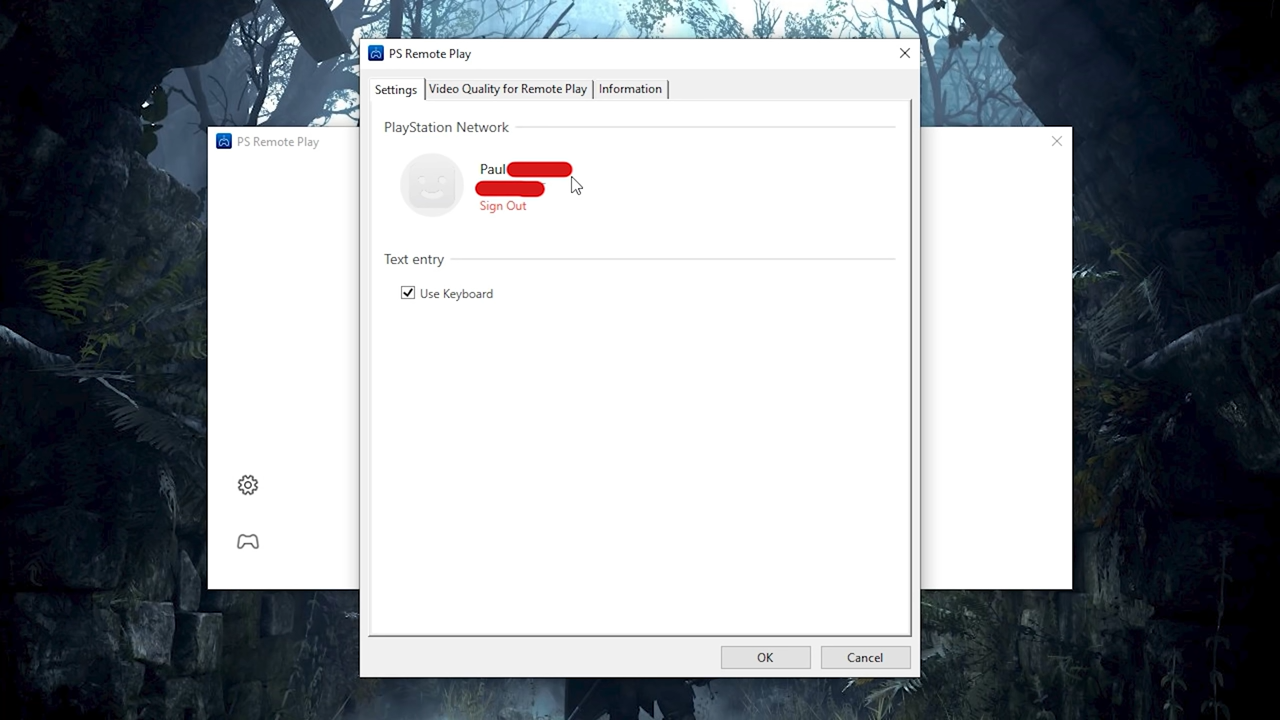 PS Remote Play
Settings
Video Quality for Remote Play
Information
PlayStation Network
PS Remote Play
Paul
Sign Out
Text entry
Use Keyboard
OK
Cancel